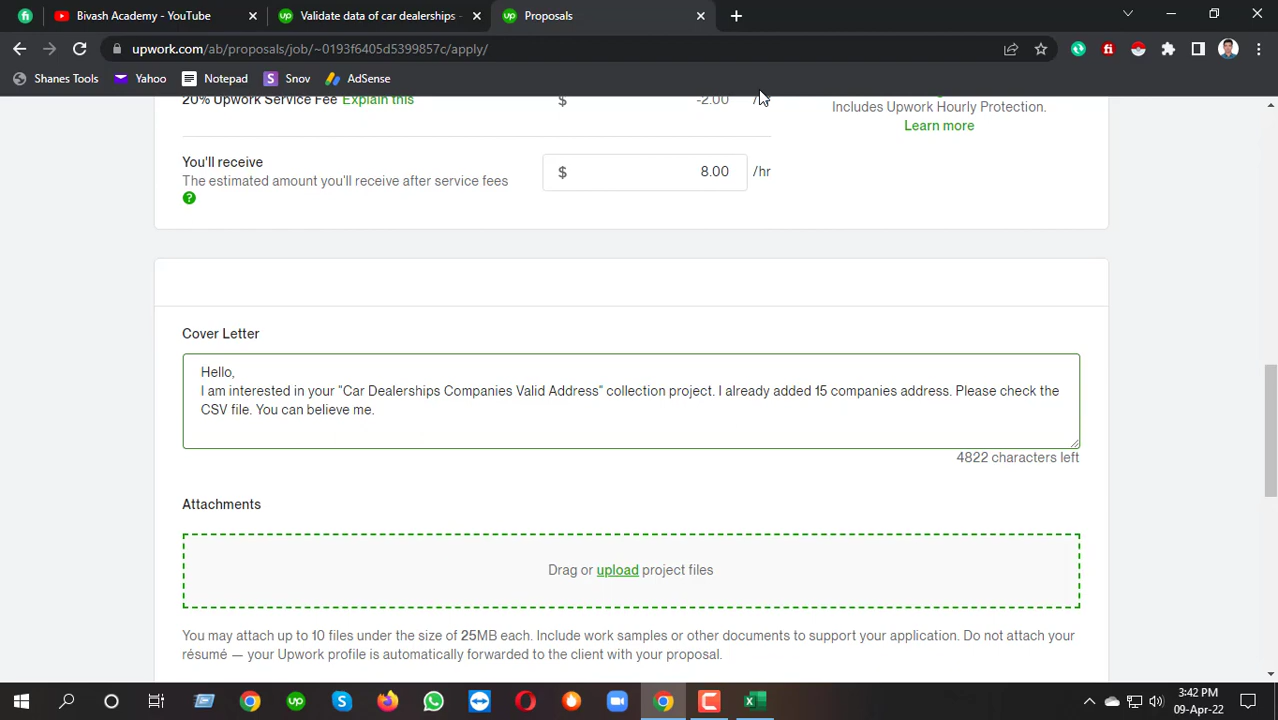 Bivash Academy - YouTube
Validate data of car dealerships -
Proposals
upwork.com/ab/proposals/job/~0193f6405d5399857c/apply/
Shanes Tools
Yahoo
Notepad
Snov
AdSense
20% Upwork Service Fee Explain this
$ -2.00 /hr
Includes Upwork Hourly Protection.
Learn more
You'll receive
The estimated amount you'll receive after service fees
$ 8.00 /hr
Cover Letter
Hello,
I am interested in your “Car Dealerships Companies Valid Address” collection project. I already added 15 companies address. Please check the
CSV file. You can believe me.
4822 characters left
Attachments
Drag or upload project files
You may attach up to 10 files under the size of 25MB each. Include work samples or other documents to support your application. Do not attach your
résumé — your Upwork profile is automatically forwarded to the client with your proposal.
3:42 PM
09-Apr-22